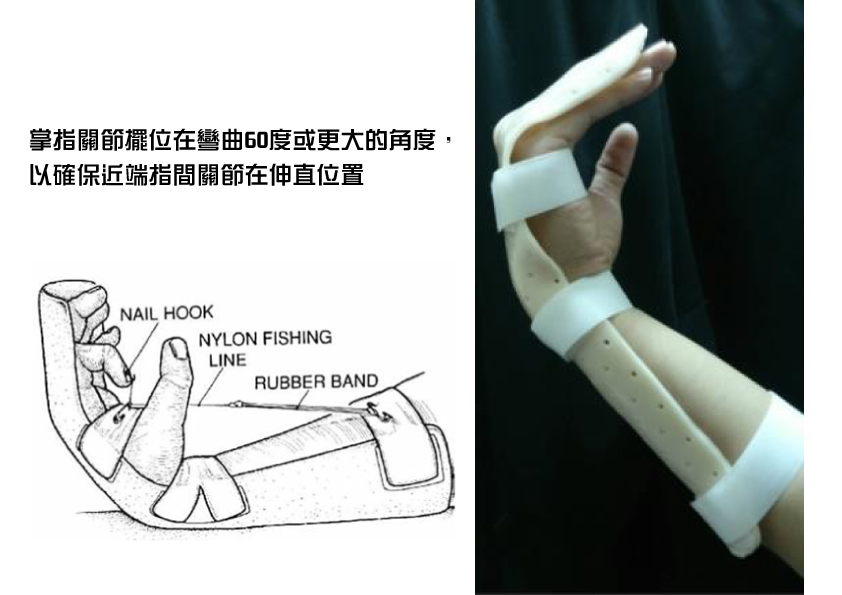 掌指關節擺位在彎曲60度或更大的角度，
以確保近端指間關節在伸直位置
NAIL HOOK
NYLON FISHING
LINE
RUBBER BAND